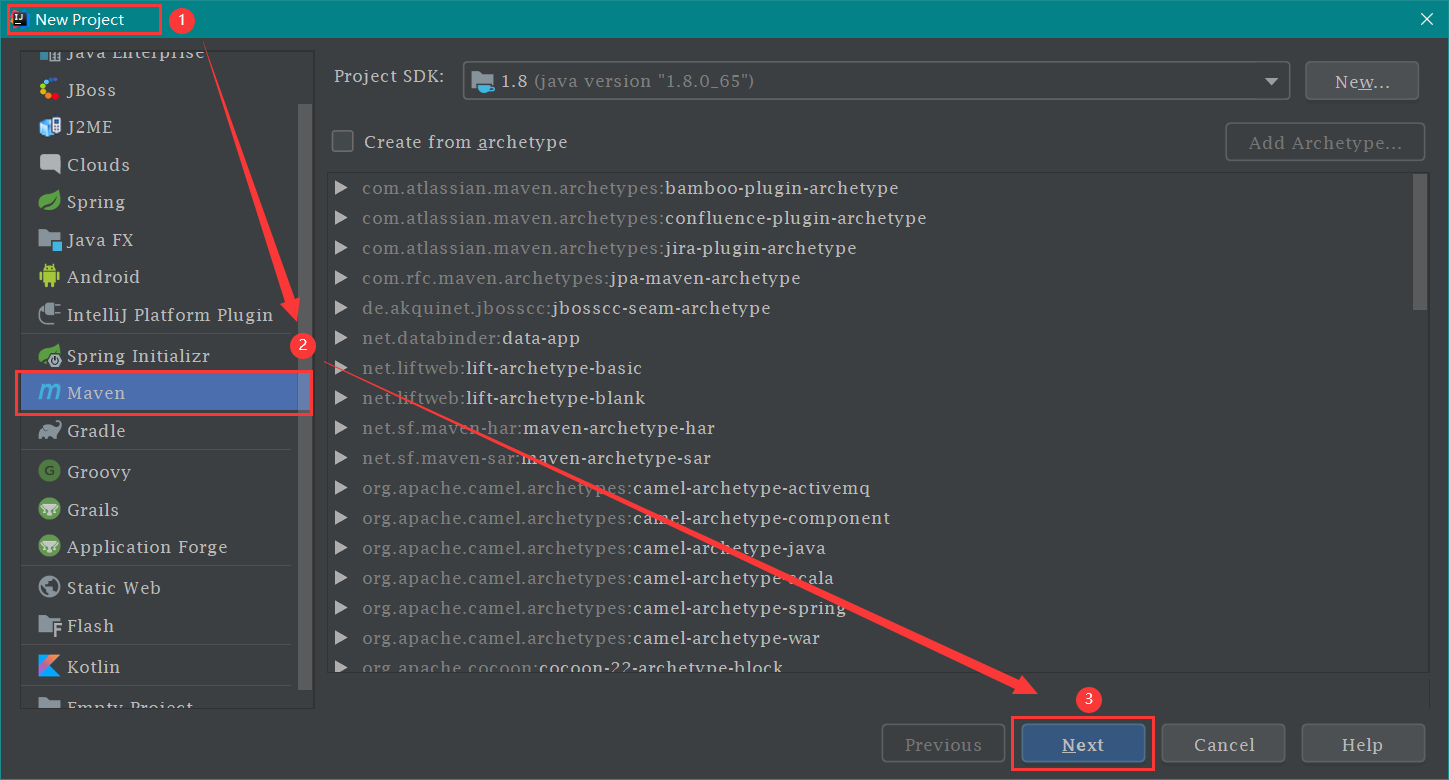 New Project
1
Java Enterprise
JBoss
J2ME
Clouds
Spring
Java FX
Android
IntelliJ Platform Plugin
2
Spring Initializr
m Maven
Gradle
G Groovy
Grails
Application Forge
Static Web
Flash
Kotlin
Empty Project
Project SDK: 1.8 (java version "1.8.0_65") New...
Create from archetype Add Archetype...
com.atlassian.maven.archetypes:bamboo-plugin-archetype
com.atlassian.maven.archetypes:confluence-plugin-archetype
com.atlassian.maven.archetypes:jira-plugin-archetype
com.rfc.maven.archetypes:jpa-maven-archetype
de.akquinet.jbosscc:jbosscc-seam-archetype
net.databinder:data-app
net.liftweb:lift-archetype-basic
net.liftweb:lift-archetype-blank
net.sf.maven-har:maven-archetype-har
net.sf.maven-sar:maven-archetype-sar
org.apache.camel.archetypes:camel-archetype-activemq
org.apache.camel.archetypes:camel-archetype-component
org.apache.camel.archetypes:camel-archetype-java
org.apache.camel.archetypes:camel-archetype-scala
org.apache.camel.archetypes:camel-archetype-spring
org.apache.camel.archetypes:camel-archetype-war
org.apache.cocoon:cocoon-22-archetype-block
3
Previous Next Cancel Help